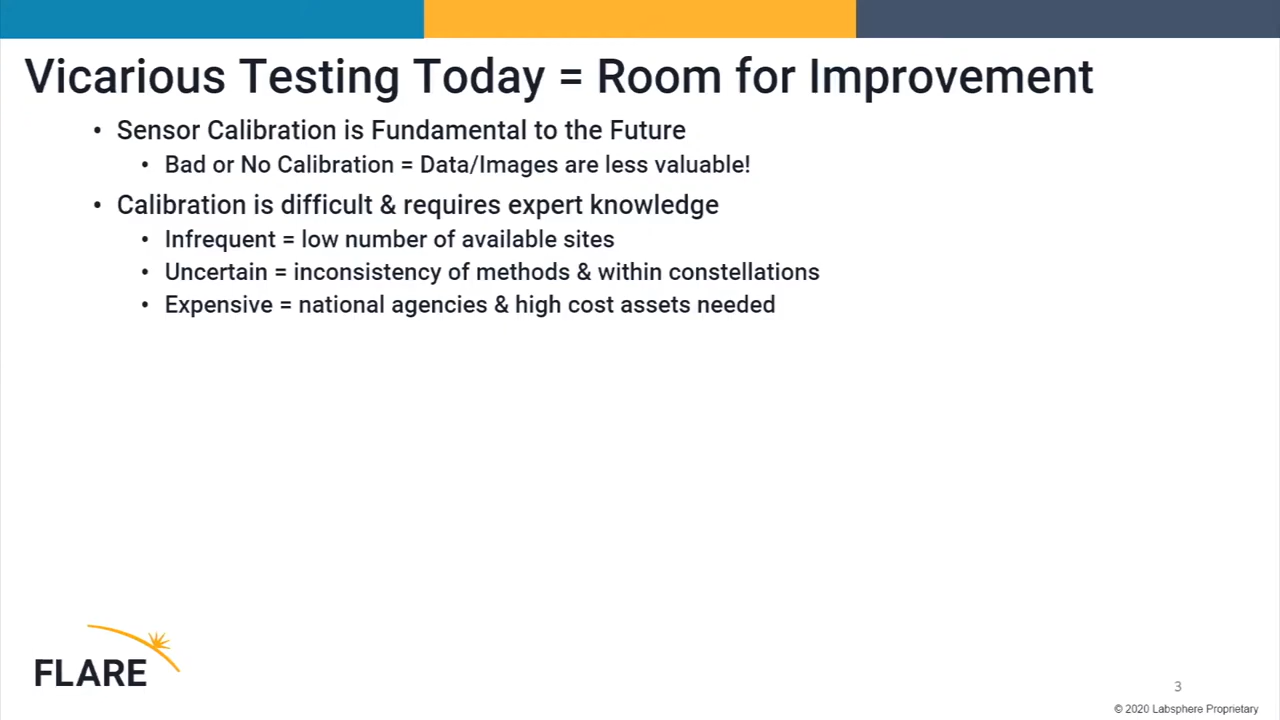 Vicarious Testing Today = Room for Improvement
• Sensor Calibration is Fundamental to the Future
• Bad or No Calibration = Data/Images are less valuable!
• Calibration is difficult & requires expert knowledge
• Infrequent = low number of available sites
• Uncertain = inconsistency of methods & within constellations
• Expensive = national agencies & high cost assets needed
FLARE
3
© 2020 Labsphere Proprietary